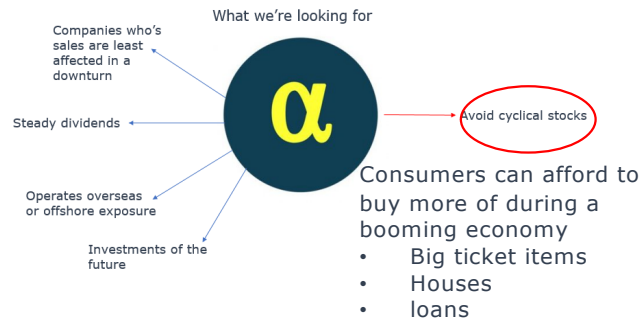 What we’re looking for
Companies who’s
sales are least
affected in a
downturn
Steady dividends
Operates overseas
or offshore exposure
Investments of the
future
α
Avoid cyclical stocks
Consumers can afford to
buy more of during a
booming economy
• Big ticket items
• Houses
• loans